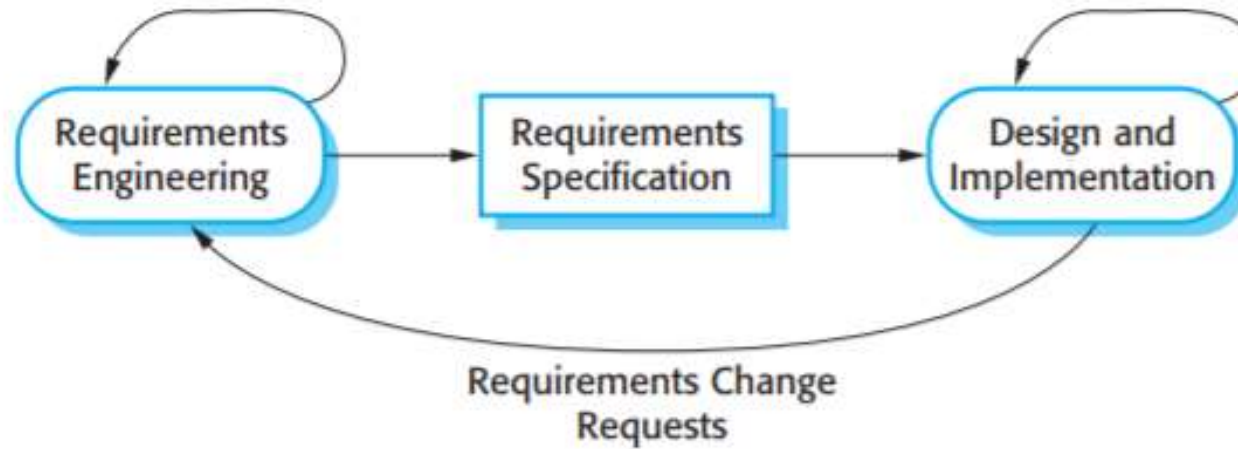 Requirements
Engineering
Requirements
Specification
Design and
Implementation
Requirements Change
Requests